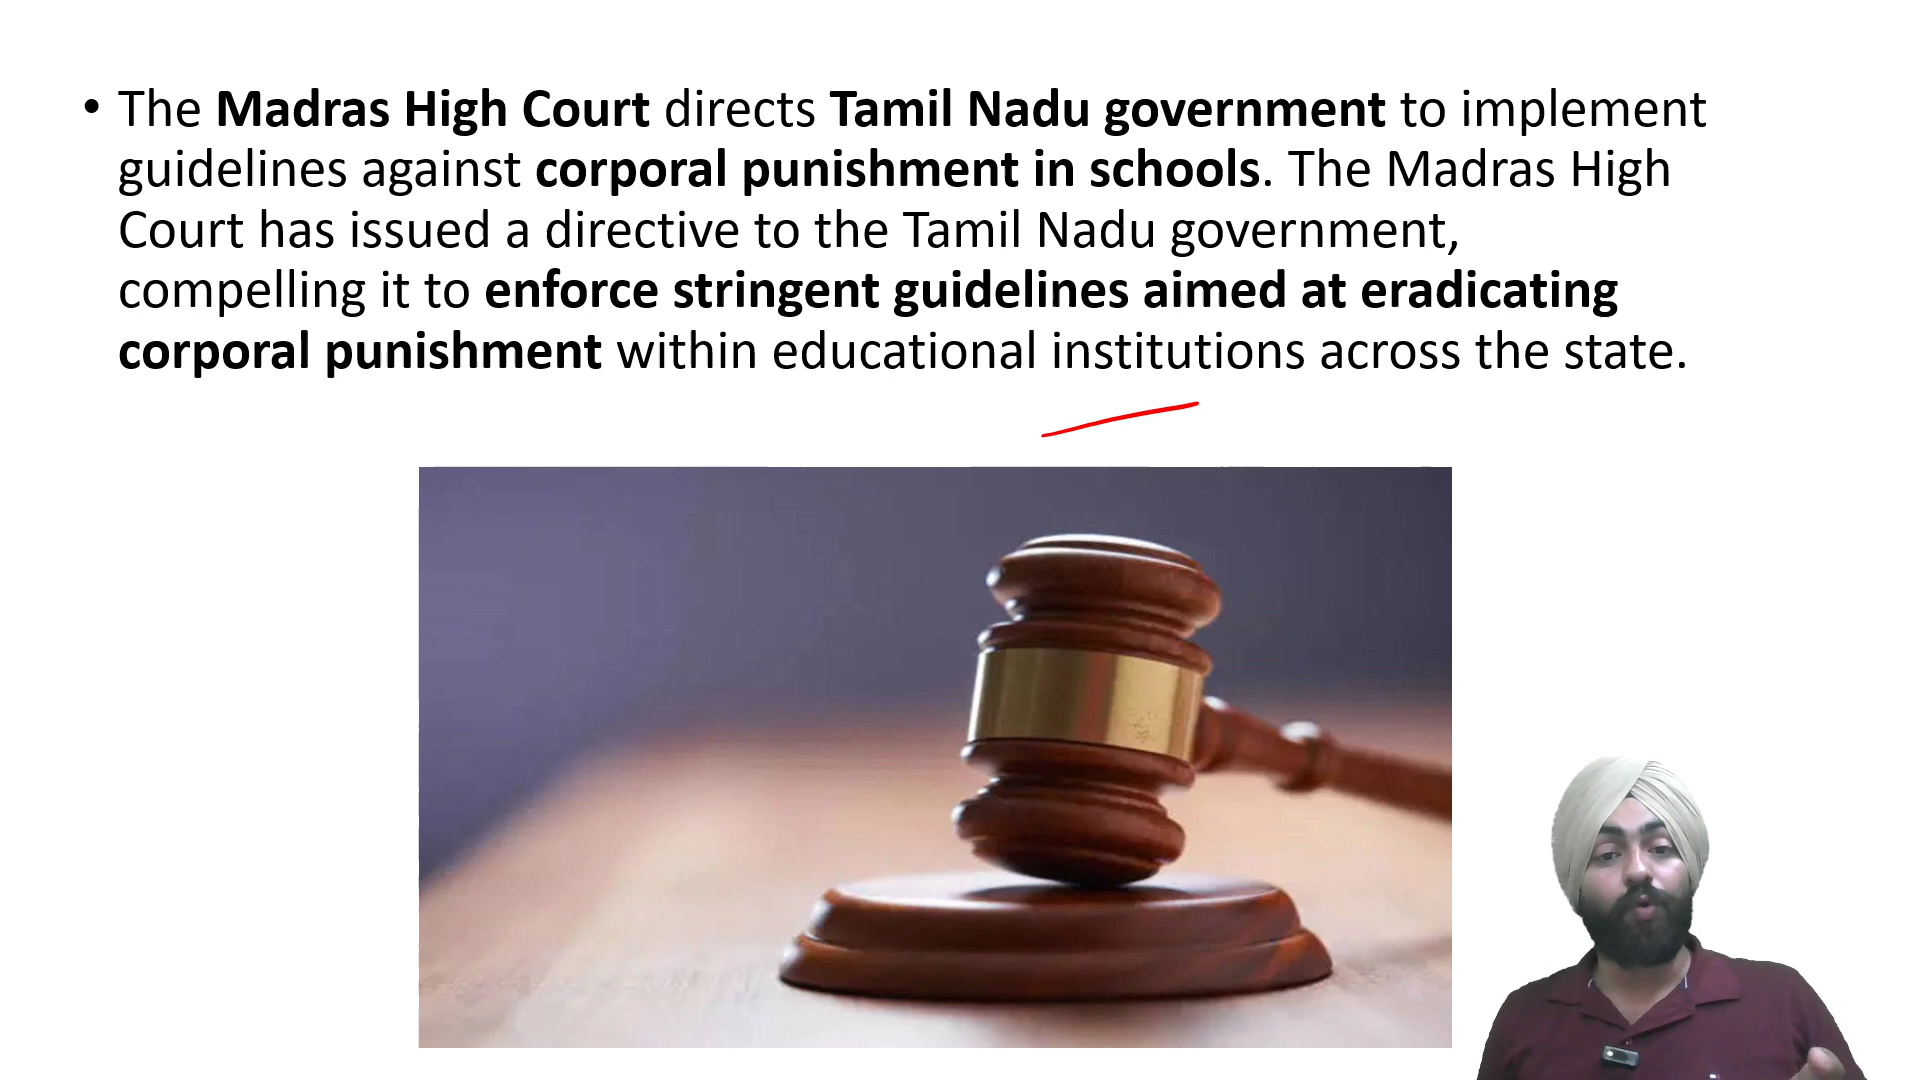 • The Madras High Court directs Tamil Nadu government to implement
guidelines against corporal punishment in schools. The Madras High
Court has issued a directive to the Tamil Nadu government,
compelling it to enforce stringent guidelines aimed at eradicating
corporal punishment within educational institutions across the state.